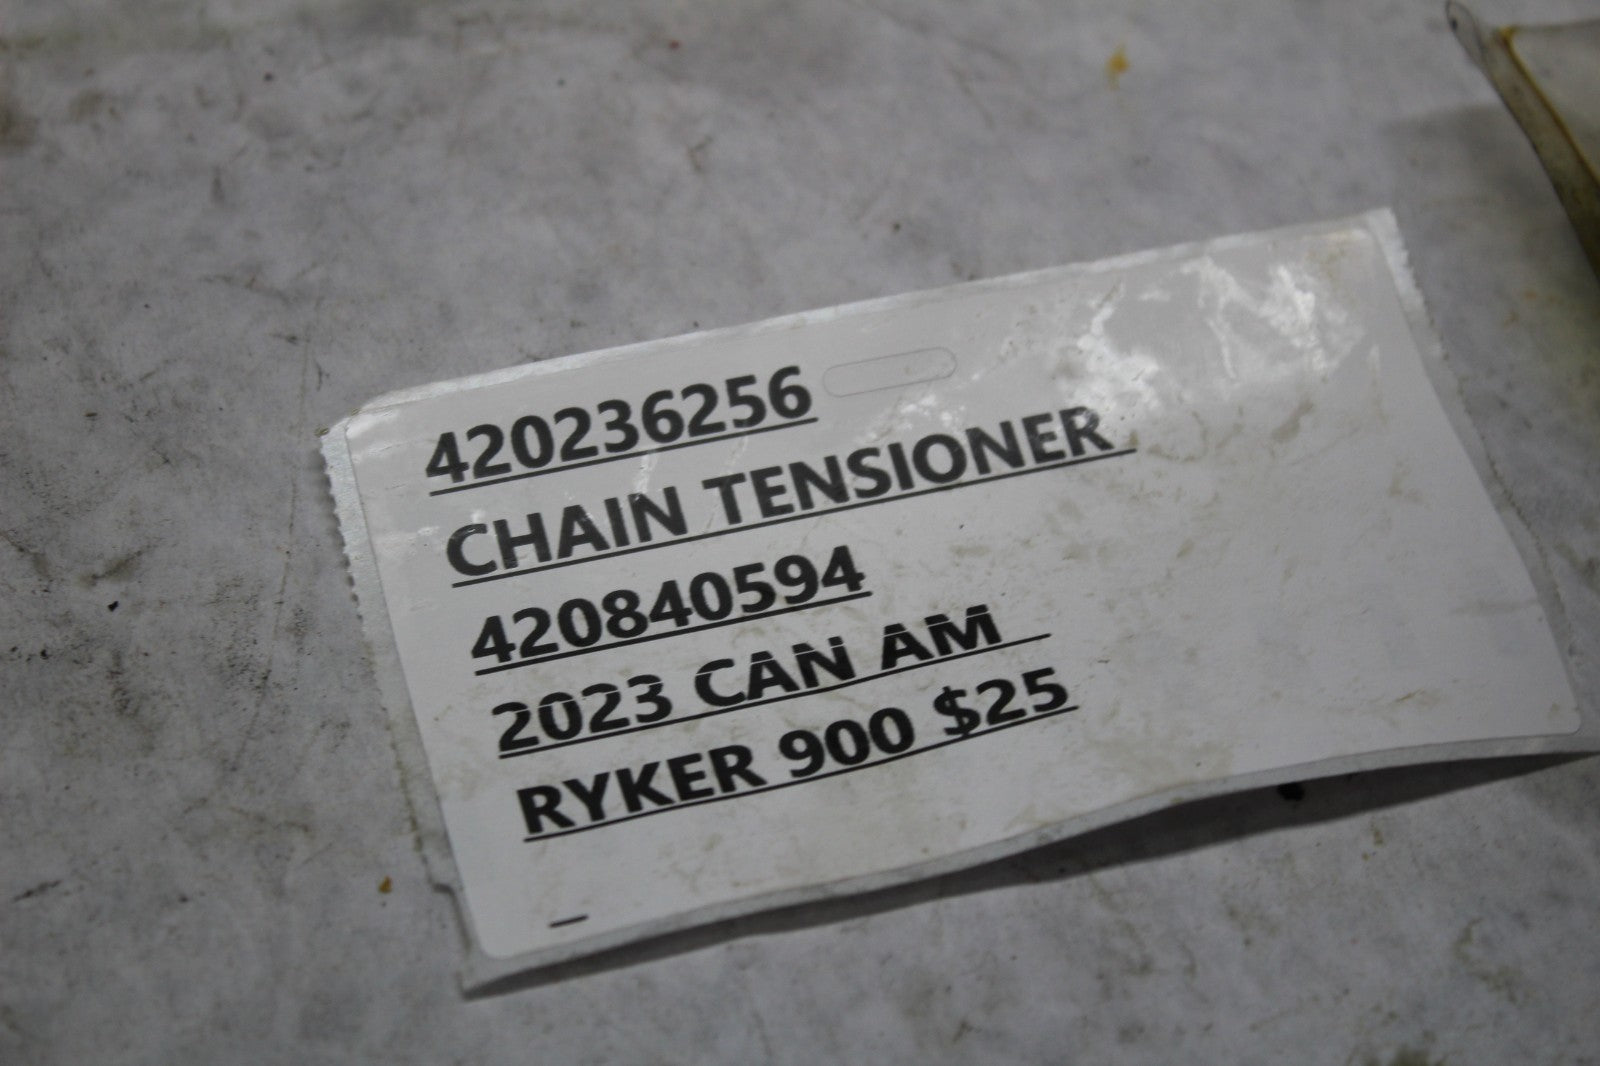 420236256
CHAIN TENSIONER
420840594
2023 CAN AM
RYKER 900 $25